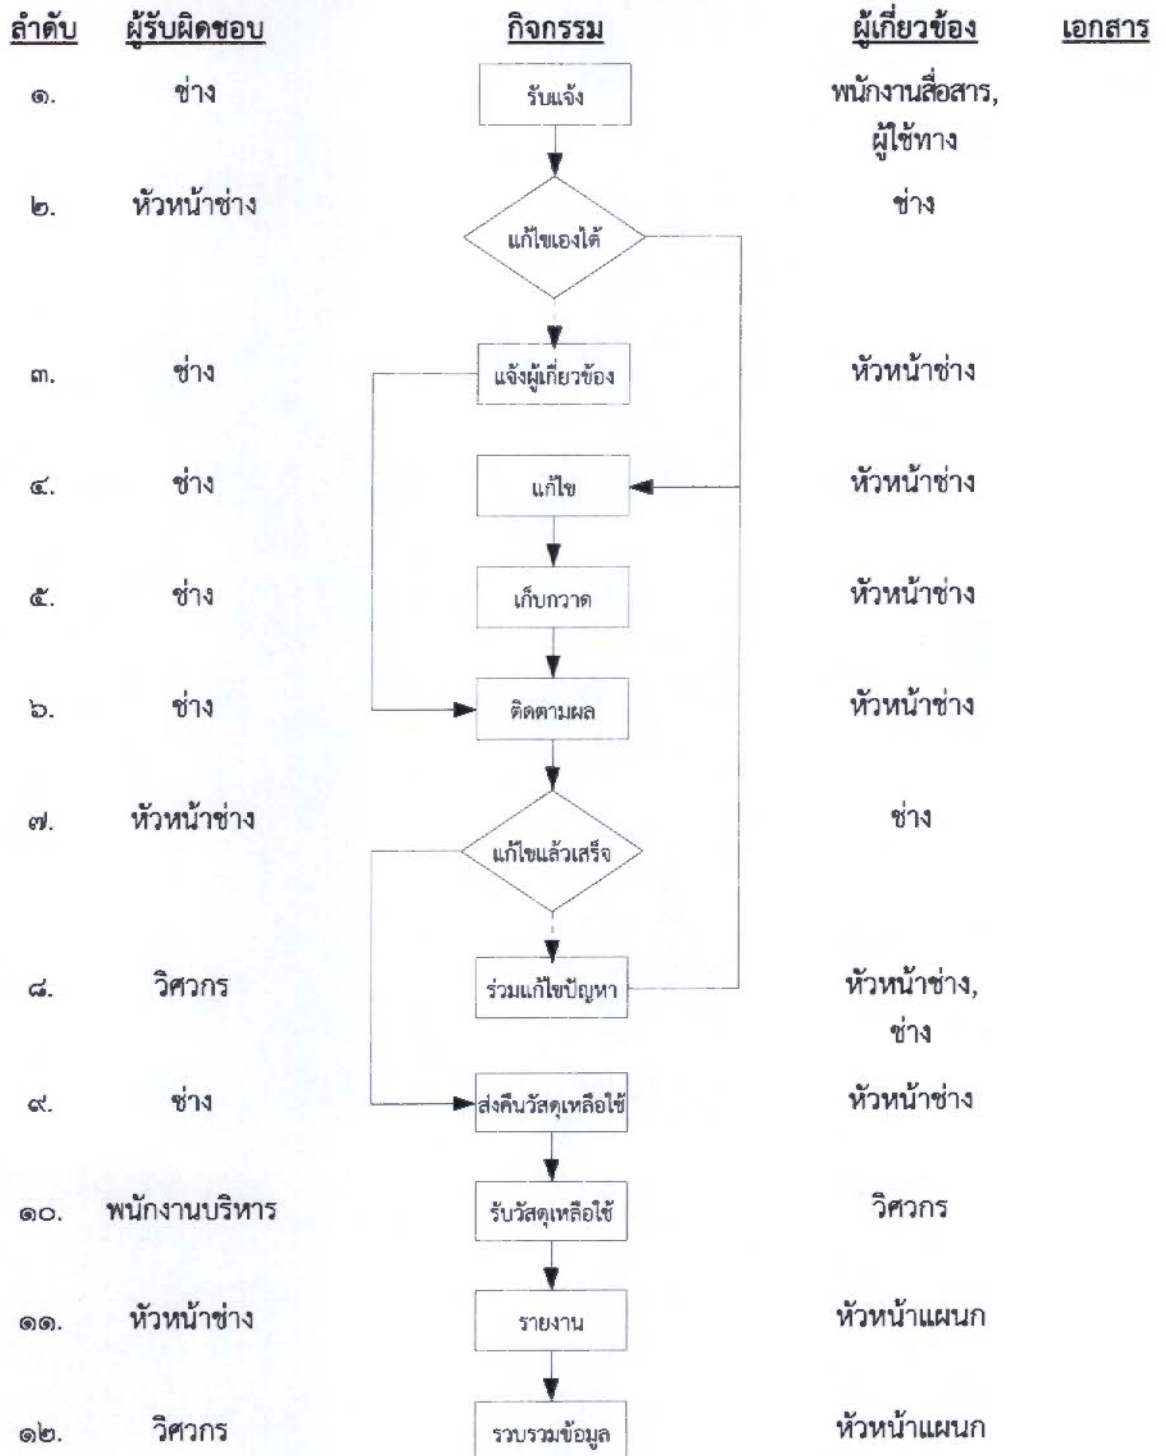 ลำดับ ผู้รับผิดชอบ กิจกรรม ผู้เกี่ยวข้อง เอกสาร
๑. ช่าง รับแจ้ง พนักงานสื่อสาร,
ผู้ใช้ทาง
๒. หัวหน้าช่าง แก้ไขเองได้ ช่าง
๓. ช่าง แจ้งผู้เกี่ยวข้อง หัวหน้าช่าง
๔. ช่าง แก้ไข หัวหน้าช่าง
๕. ช่าง เก็บกวาด หัวหน้าช่าง
๖. ช่าง ติดตามผล หัวหน้าช่าง
๗. หัวหน้าช่าง แก้ไขแล้วเสร็จ ช่าง
๘. วิศวกร ร่วมแก้ไขปัญหา หัวหน้าช่าง,
ช่าง
๙. ช่าง ส่งคืนวัสดุเหลือใช้ หัวหน้าช่าง
๑๐. พนักงานบริหาร รับวัสดุเหลือใช้ วิศวกร
๑๑. หัวหน้าช่าง รายงาน หัวหน้าแผนก
๑๒. วิศวกร รวบรวมข้อมูล หัวหน้าแผนก